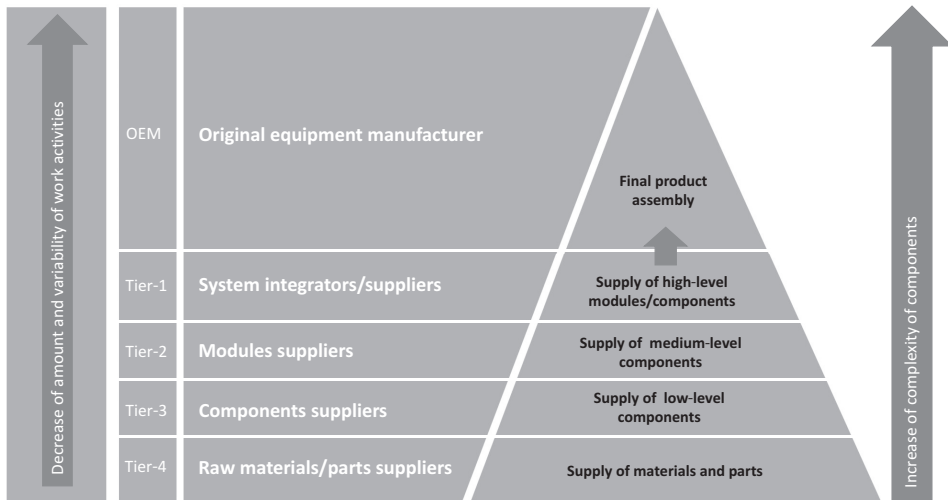 Decrease of amount and variability of work activities
OEM
Original equipment manufacturer
Final product
assembly
Tier-1
System integrators/suppliers
Supply of high-level
modules/components
Tier-2
Modules suppliers
Supply of medium-level
components
Tier-3
Components suppliers
Supply of low-level
components
Tier-4
Raw materials/parts suppliers
Supply of materials and parts
Increase of complexity of components